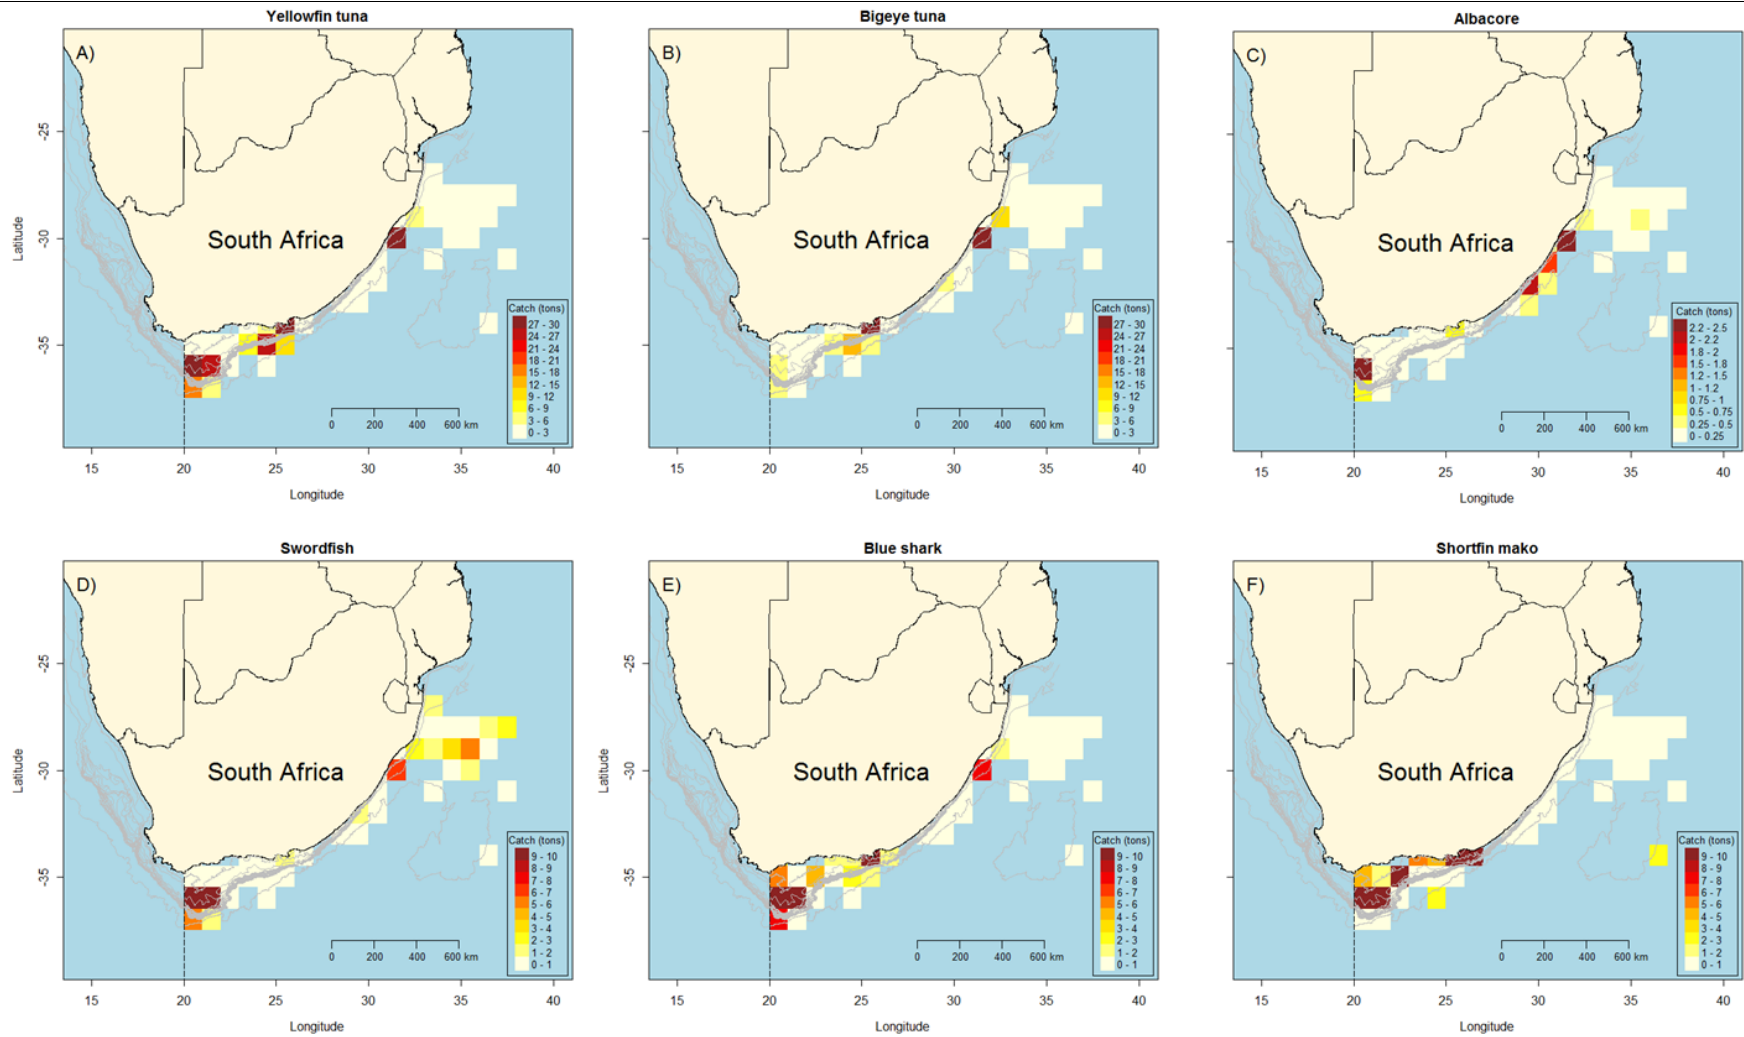 Yellowfin tuna
A)
South Africa
-25
-30
-35
Latitude
15
20
25
30
35
40
Longitude
0 200 400 600 km
Catch (tons)
27 - 30
24 - 27
21 - 24
18 - 21
15 - 18
12 - 15
9 - 12
6 - 9
3 - 6
0 - 3
Bigeye tuna
B)
South Africa
15
20
25
30
35
40
Longitude
0 200 400 600 km
Catch (tons)
27 - 30
24 - 27
21 - 24
18 - 21
15 - 18
12 - 15
9 - 12
6 - 9
3 - 6
0 - 3
-25
-30
-35
Latitude
Albacore
C)
South Africa
15
20
25
30
35
40
Longitude
0 200 400 600 km
Catch (tons)
2.2 - 2.5
2 - 2.2
1.8 - 2
1.5 - 1.8
1.2 - 1.5
1 - 1.2
0.75 - 1
0.5 - 0.75
0.25 - 0.5
0 - 0.25
Swordfish
D)
South Africa
-25
-30
-35
Latitude
15
20
25
30
35
40
Longitude
0 200 400 600 km
Catch (tons)
9 - 10
8 - 9
7 - 8
6 - 7
5 - 6
4 - 5
3 - 4
2 - 3
1 - 2
0 - 1
Blue shark
E)
South Africa
-25
-30
-35
Latitude
15
20
25
30
35
40
Longitude
0 200 400 600 km
Catch (tons)
9 - 10
8 - 9
7 - 8
6 - 7
5 - 6
4 - 5
3 - 4
2 - 3
1 - 2
0 - 1
Shortfin mako
F)
South Africa
15
20
25
30
35
40
Longitude
0 200 400 600 km
Catch (tons)
9 - 10
8 - 9
7 - 8
6 - 7
5 - 6
4 - 5
3 - 4
2 - 3
1 - 2
0 - 1